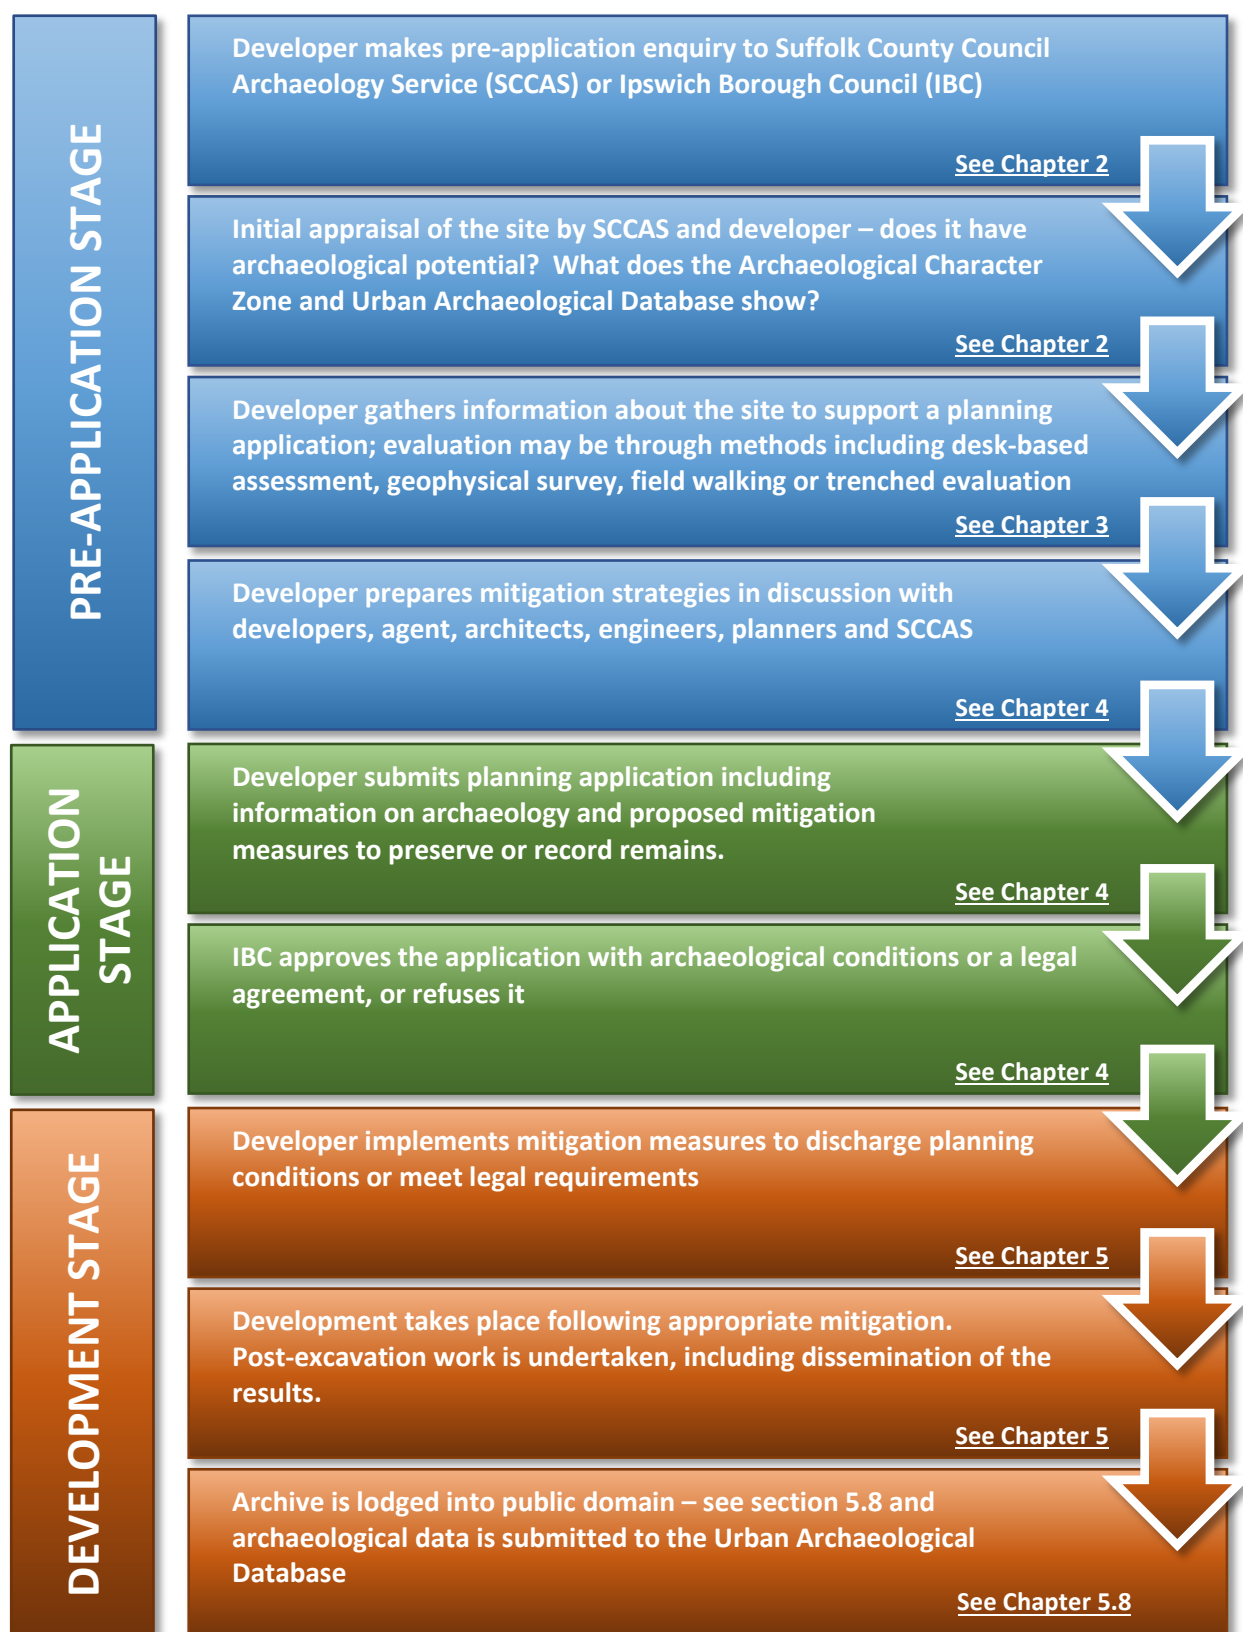 PRE-APPLICATION STAGE
Developer makes pre-application enquiry to Suffolk County Council
Archaeology Service (SCCAS) or Ipswich Borough Council (IBC)
See Chapter 2
Initial appraisal of the site by SCCAS and developer – does it have
archaeological potential?  What does the Archaeological Character
Zone and Urban Archaeological Database show?
See Chapter 2
Developer gathers information about the site to support a planning
application; evaluation may be through methods including desk-based
assessment, geophysical survey, field walking or trenched evaluation
See Chapter 3
Developer prepares mitigation strategies in discussion with
developers, agent, architects, engineers, planners and SCCAS
See Chapter 4
APPLICATION
STAGE
Developer submits planning application including
information on archaeology and proposed mitigation
measures to preserve or record remains.
See Chapter 4
IBC approves the application with archaeological conditions or a legal
agreement, or refuses it
See Chapter 4
DEVELOPMENT STAGE
Developer implements mitigation measures to discharge planning
conditions or meet legal requirements
See Chapter 5
Development takes place following appropriate mitigation.
Post-excavation work is undertaken, including dissemination of the
results.
See Chapter 5
Archive is lodged into public domain – see section 5.8 and
archaeological data is submitted to the Urban Archaeological
Database
See Chapter 5.8